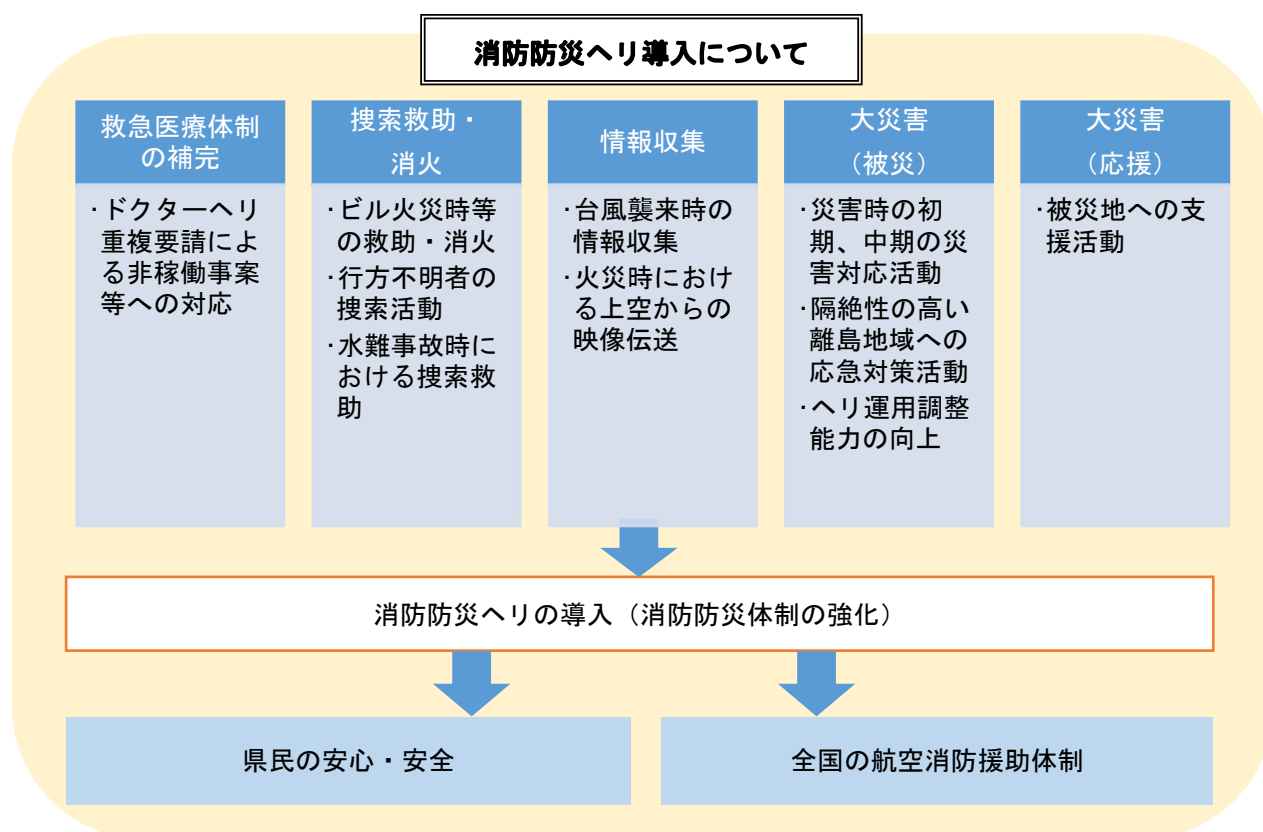 消防防災ヘリ導入について
救急医療体制
の補完
・ドクターヘリ
重複要請によ
る非稼働事案
等への対応
捜索救助・
消火
・ビル火災時等
の救助・消火
・行方不明者の
捜索活動
・水難事故時に
おける捜索救
助
情報収集
・台風襲来時の
情報収集
・火災時におけ
る上空からの
映像伝送
大災害
（被災）
・災害時の初
期、中期の災
害対応活動
・隔絶性の高い
離島地域への
応急対策活動
・ヘリ運用調整
能力の向上
大災害
（応援）
・被災地への支
援活動
消防防災ヘリの導入（消防防災体制の強化）
県民の安心・安全
全国の航空消防援助体制